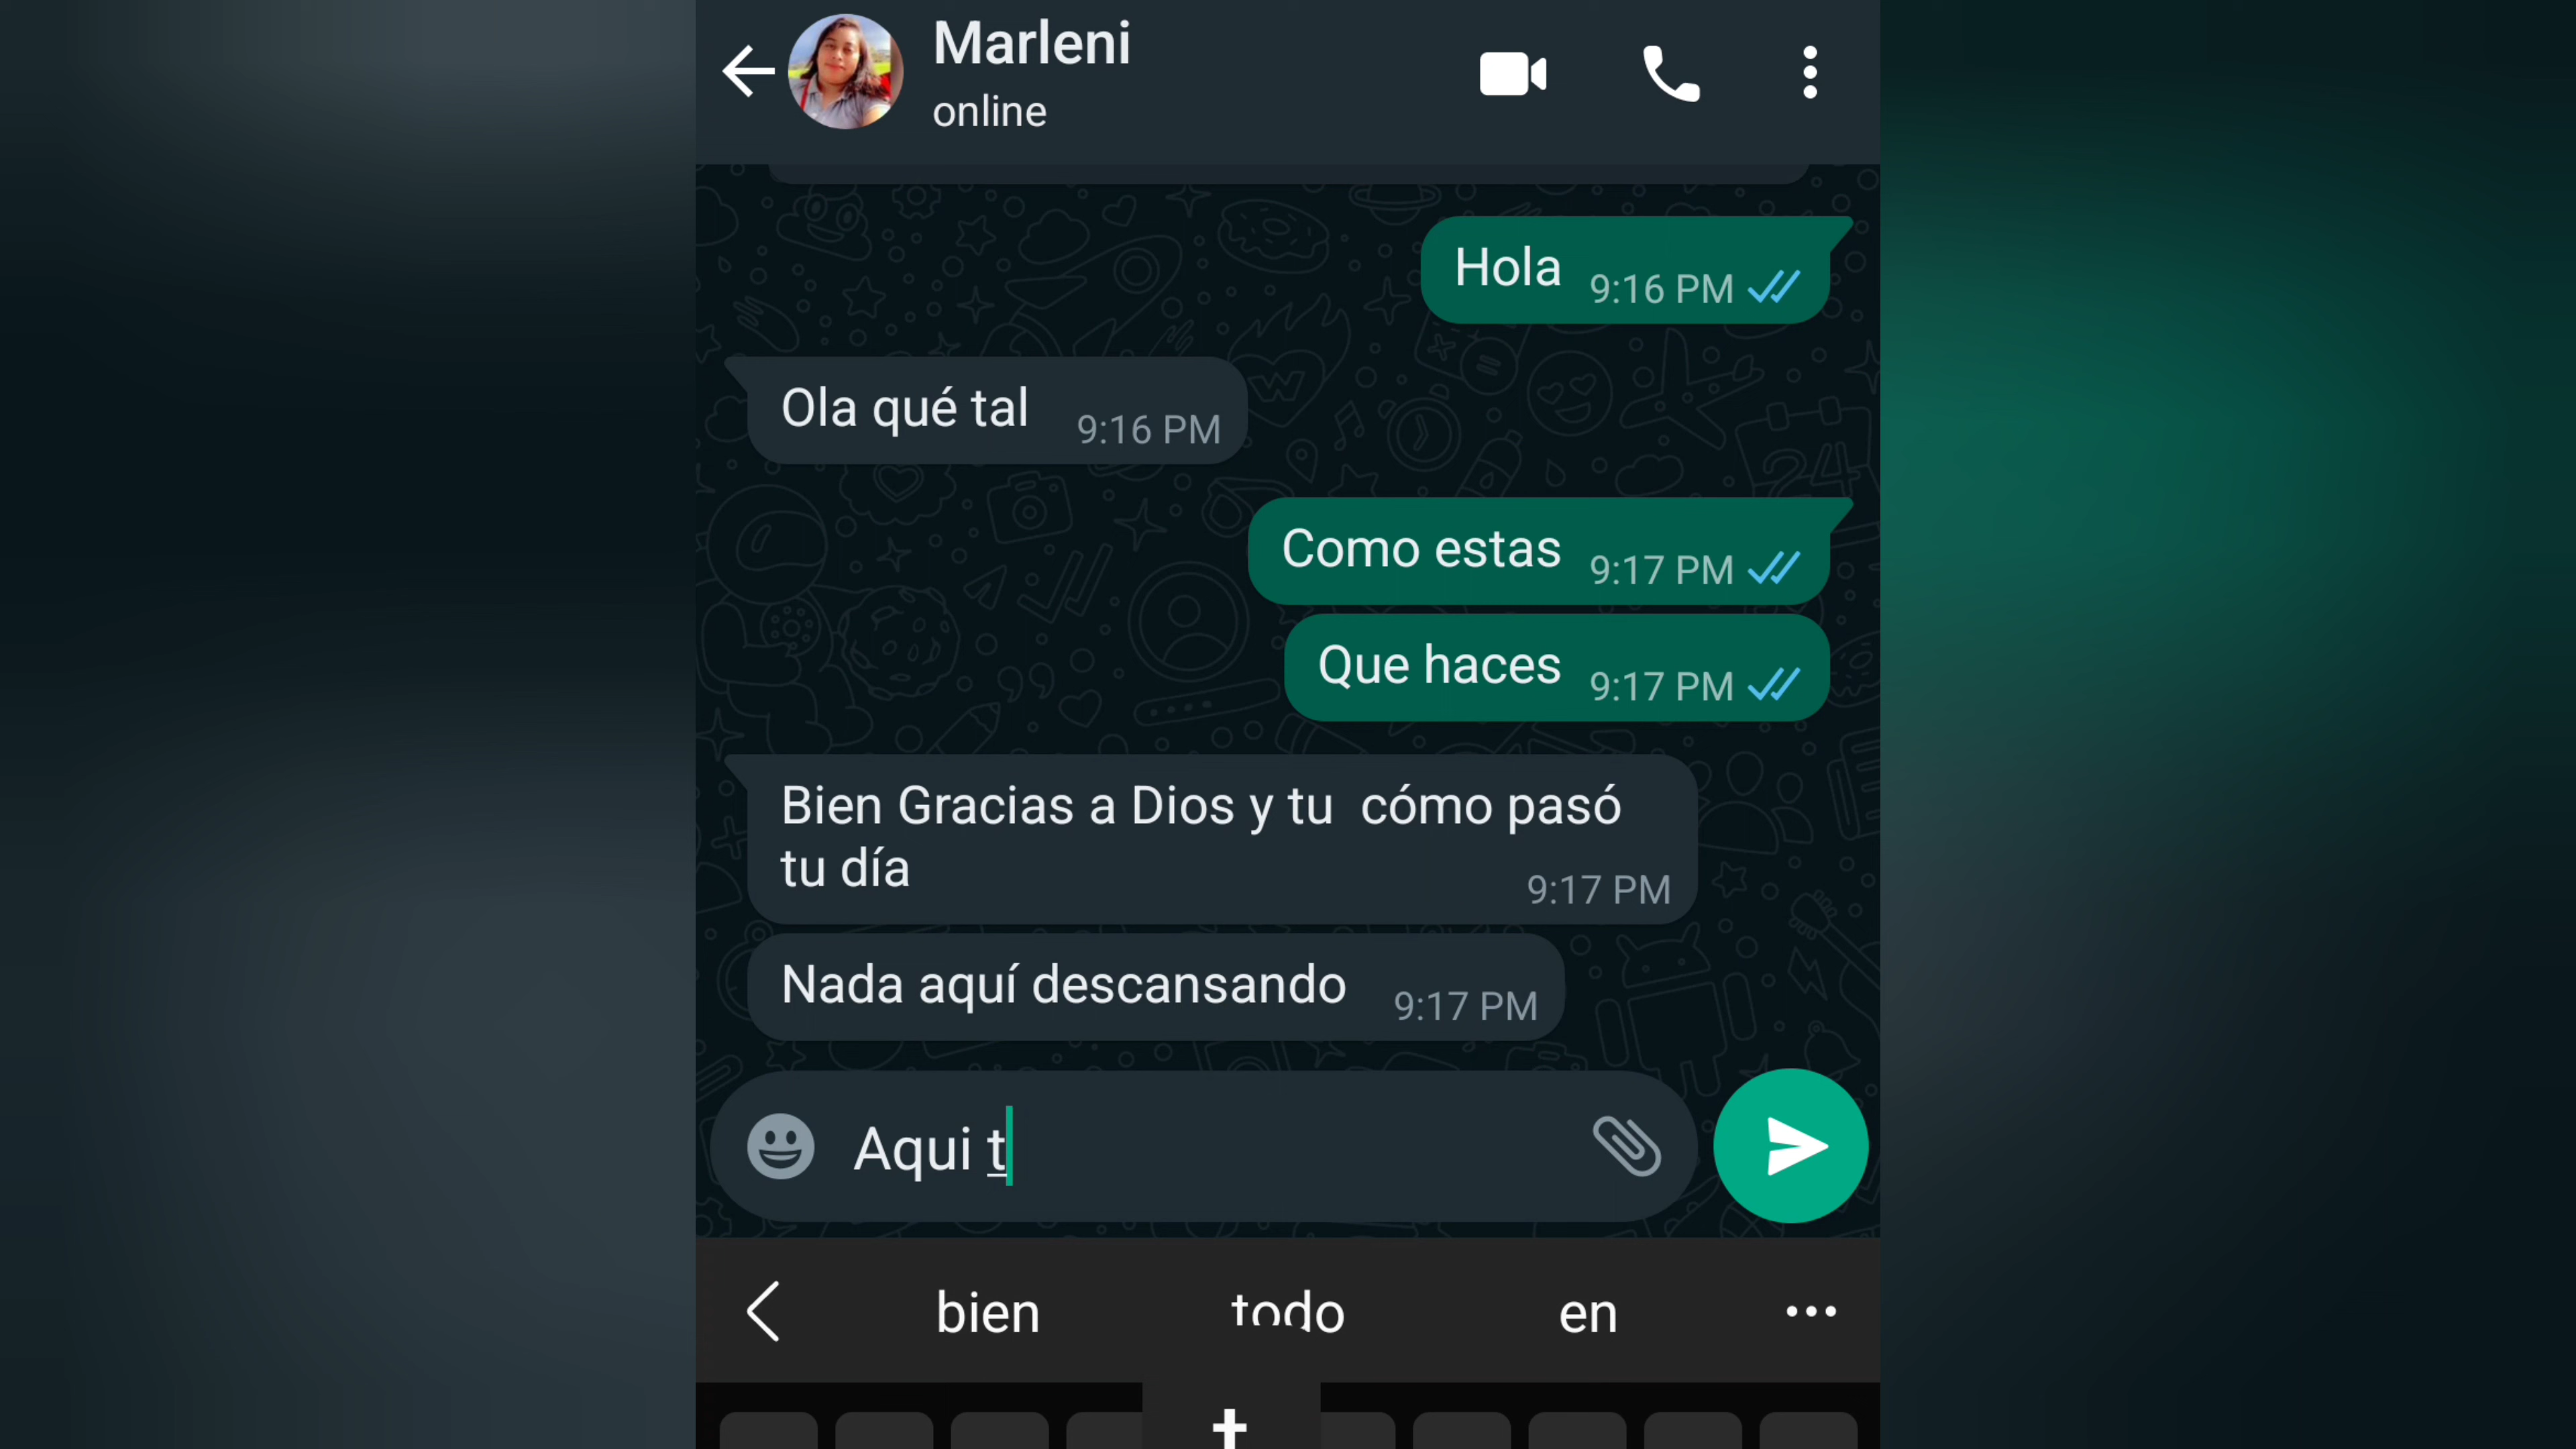 Marleni
online
Hola 9:16 PM
Ola qué tal 9:16 PM
Como estas 9:17 PM
Que haces 9:17 PM
Bien Gracias a Dios y tu cómo pasó
tu día 9:17 PM
Nada aquí descansando 9:17 PM
Aqui t
bien todo en
t